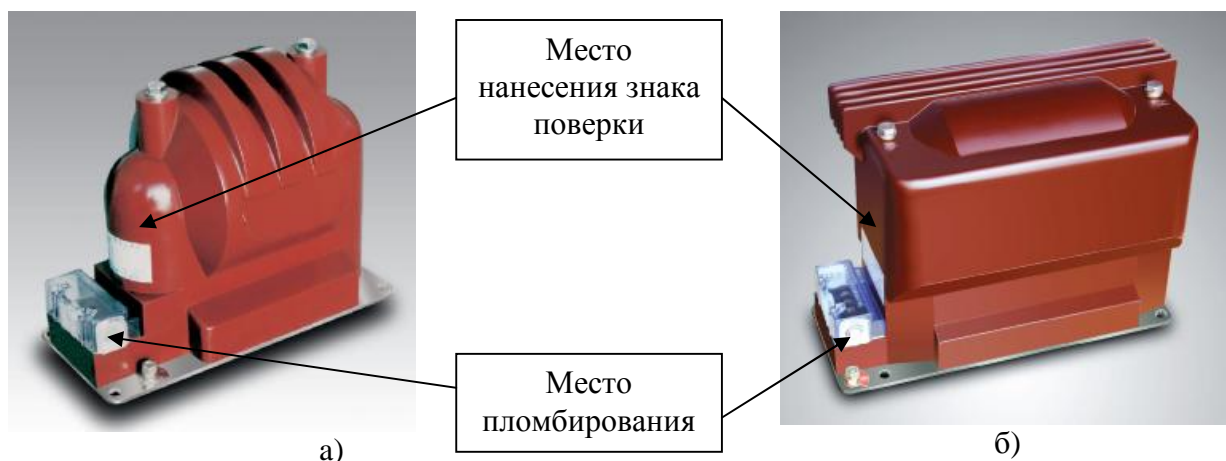 Место
нанесения знака
поверки
Место
пломбирования
а)
б)